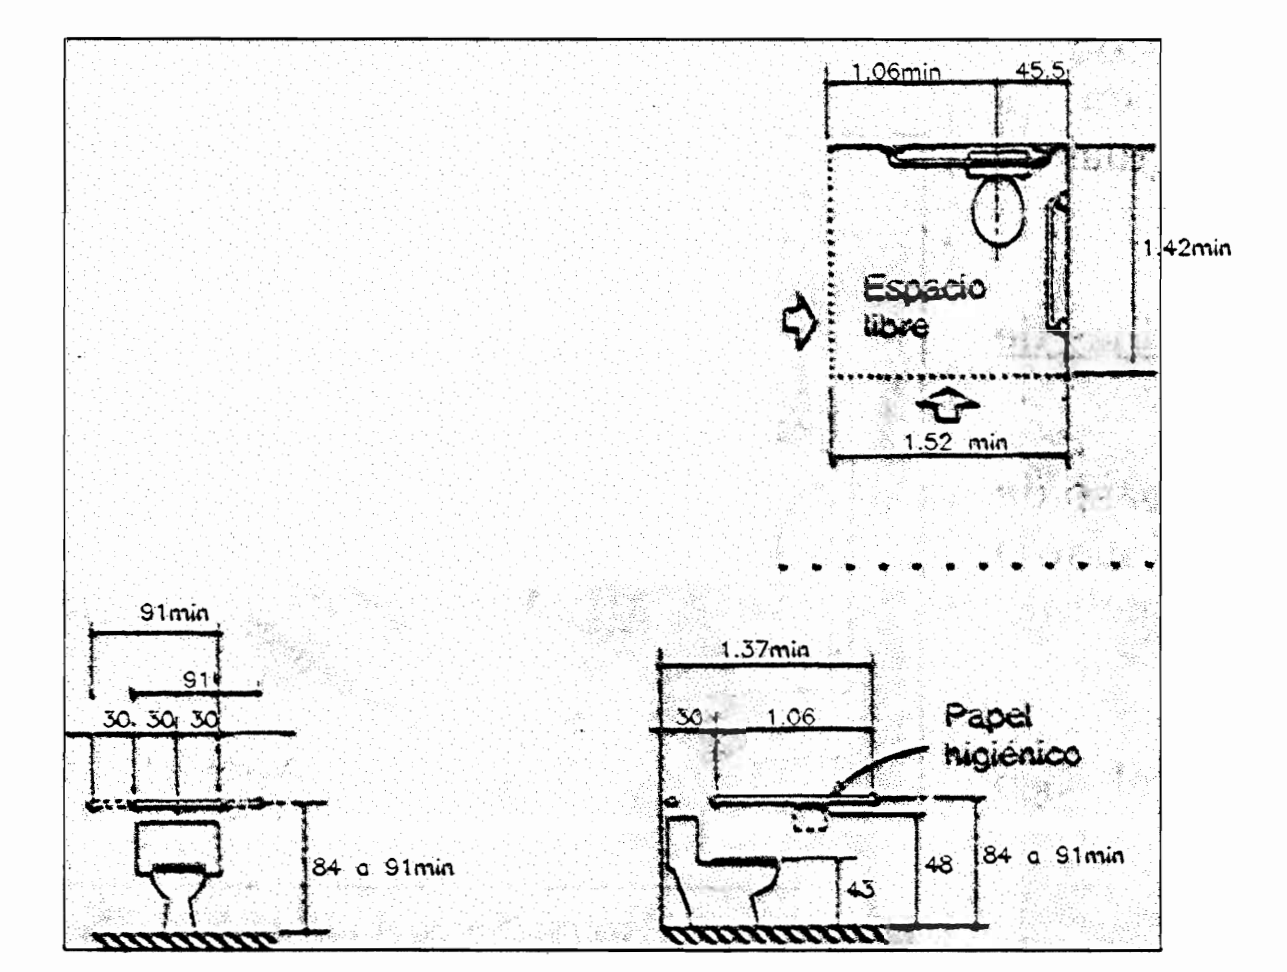 1.06min 45.5
1.42min
Espacio
libre
1.52 min
91min
91
30 30 30
84 a 91min
1.37min
30 1.06
Papel
higiénico
43
48
84 a 91min